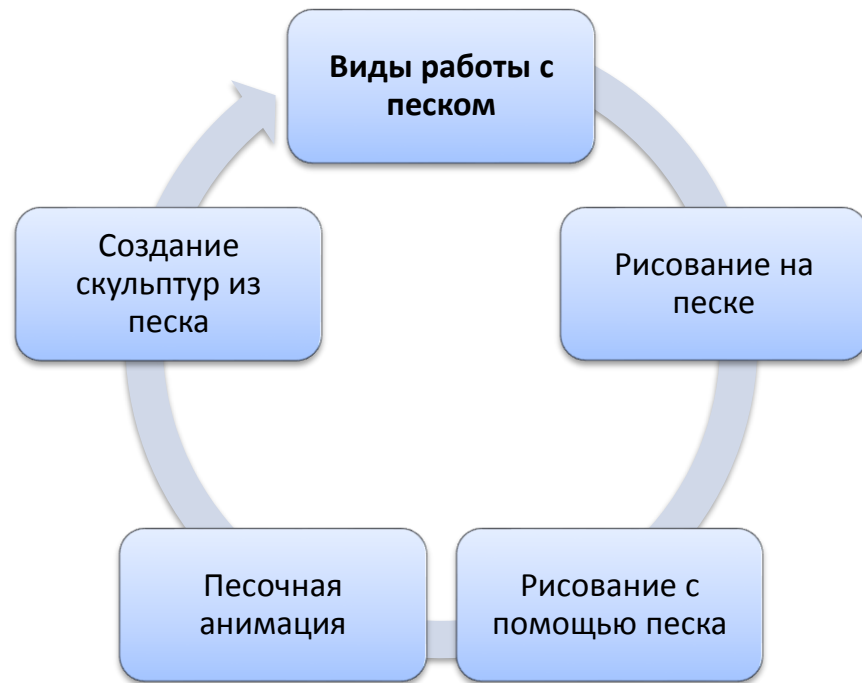 Виды работы с
песком
Рисование на
песке
Рисование с
помощью песка
Песочная
анимация
Создание
скульптур из
песка